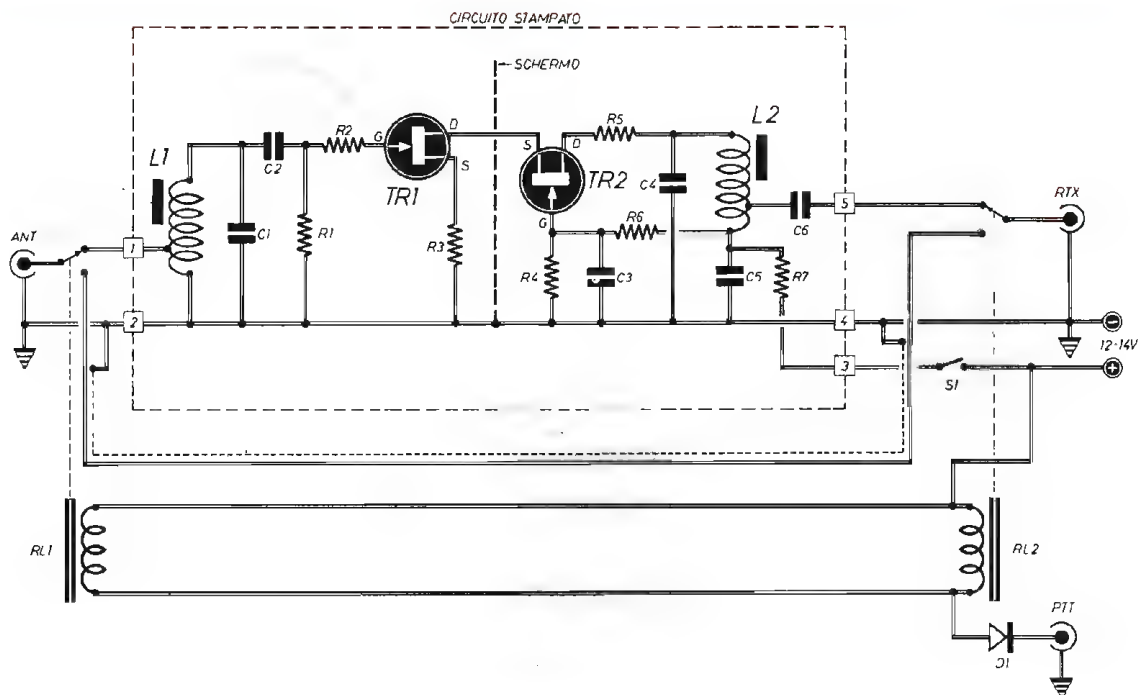 CIRCUITO STAMPATO
SCHERMO
L1
C2
R2
G
D
S
TR1
S
D
R5
L2
TR2
C4
C6
5
RTX
ANT
1
C1
R1
R3
G
R6
R4
C3
C5
R7
2
4
12-14V
3
S1
RL1
RL2
PTT
D1